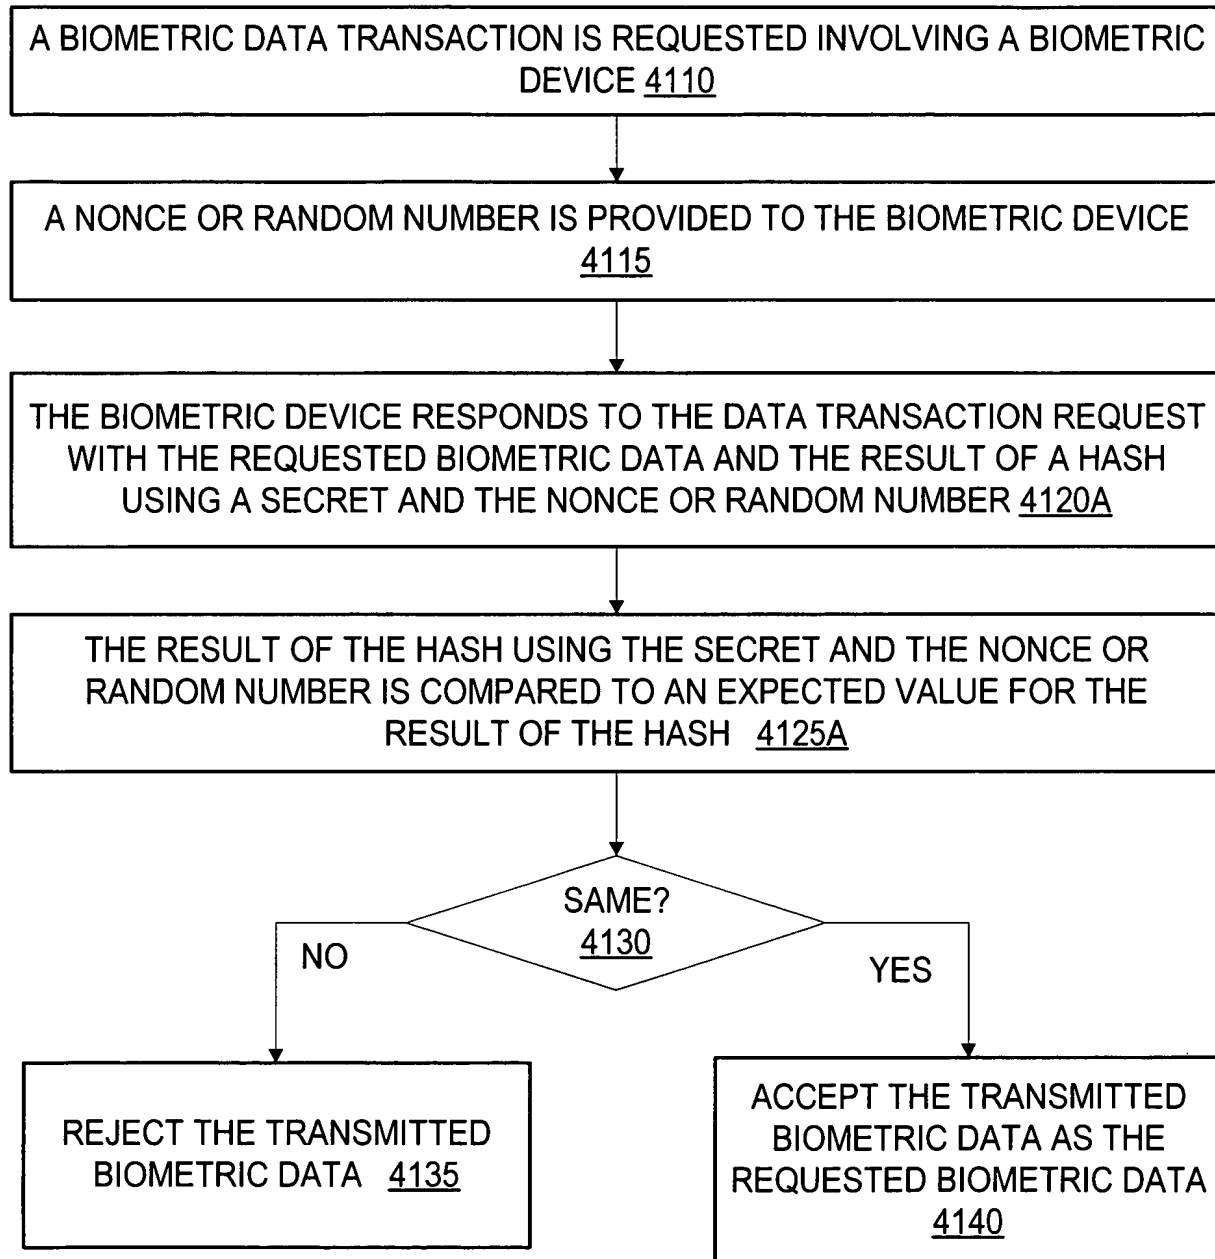 A BIOMETRIC DATA TRANSACTION IS REQUESTED INVOLVING A BIOMETRIC
DEVICE 4110
A NONCE OR RANDOM NUMBER IS PROVIDED TO THE BIOMETRIC DEVICE
4115
THE BIOMETRIC DEVICE RESPONDS TO THE DATA TRANSACTION REQUEST
WITH THE REQUESTED BIOMETRIC DATA AND THE RESULT OF A HASH
USING A SECRET AND THE NONCE OR RANDOM NUMBER 4120A
THE RESULT OF THE HASH USING THE SECRET AND THE NONCE OR
RANDOM NUMBER IS COMPARED TO AN EXPECTED VALUE FOR THE
RESULT OF THE HASH 4125A
SAME?
4130
NO
YES
REJECT THE TRANSMITTED
BIOMETRIC DATA 4135
ACCEPT THE TRANSMITTED
BIOMETRIC DATA AS THE
REQUESTED BIOMETRIC DATA
4140